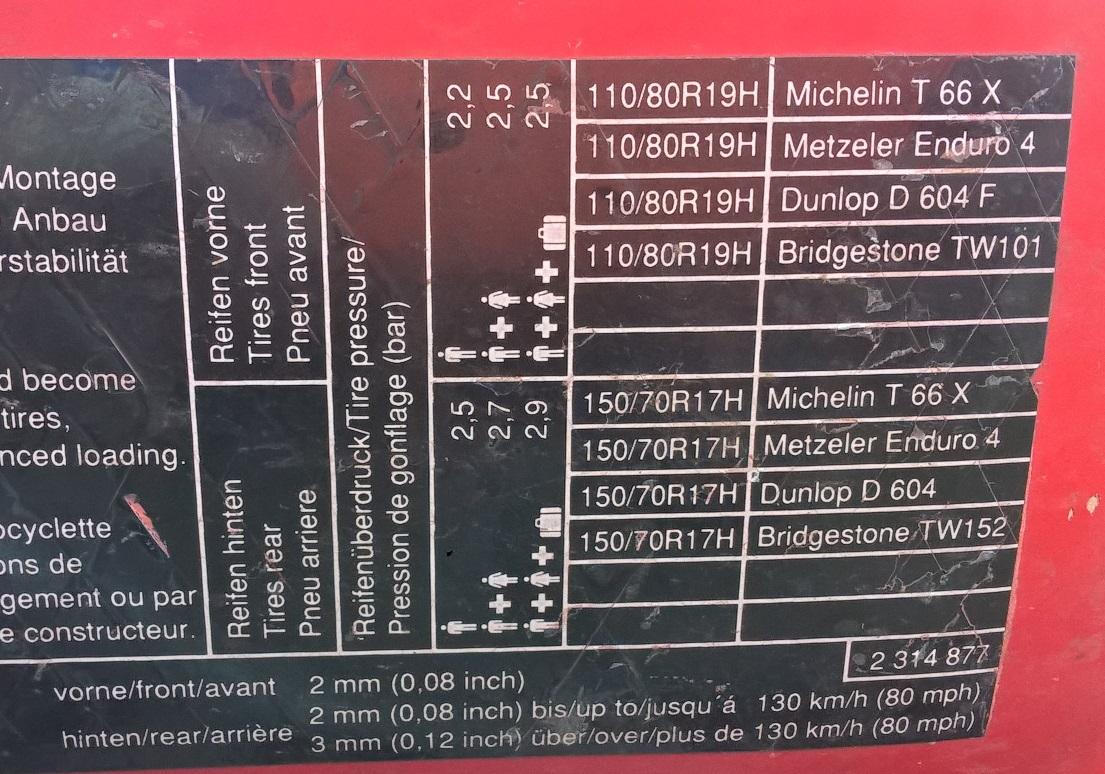 Montage
Anbau
rstabilität
d become
tires,
nced loading.
ocyclette
ons de
gement ou par
e constructeur.
Reifen vorne
Tires front
Pneu avant
Reifen hinten
Tires rear
Pneu arriere
Reifenüberdruck/Tire pressure/
Pression de gonflage (bar)
2,2
2,5
2,5
2,5
2,7
2,9
110/80R19H Michelin T 66 X
110/80R19H Metzeler Enduro 4
110/80R19H Dunlop D 604 F
110/80R19H Bridgestone TW101
150/70R17H Michelin T 66 X
150/70R17H Metzeler Enduro 4
150/70R17H Dunlop D 604
150/70R17H Bridgestone TW152
2 314 877
vorne/front/avant 2 mm (0,08 inch)
2 mm (0,08 inch) bis/up to/jusqu´á 130 km/h (80 mph)
hinten/rear/arrière
3 mm (0,12 inch) über/over/plus de 130 km/h (80 mph)